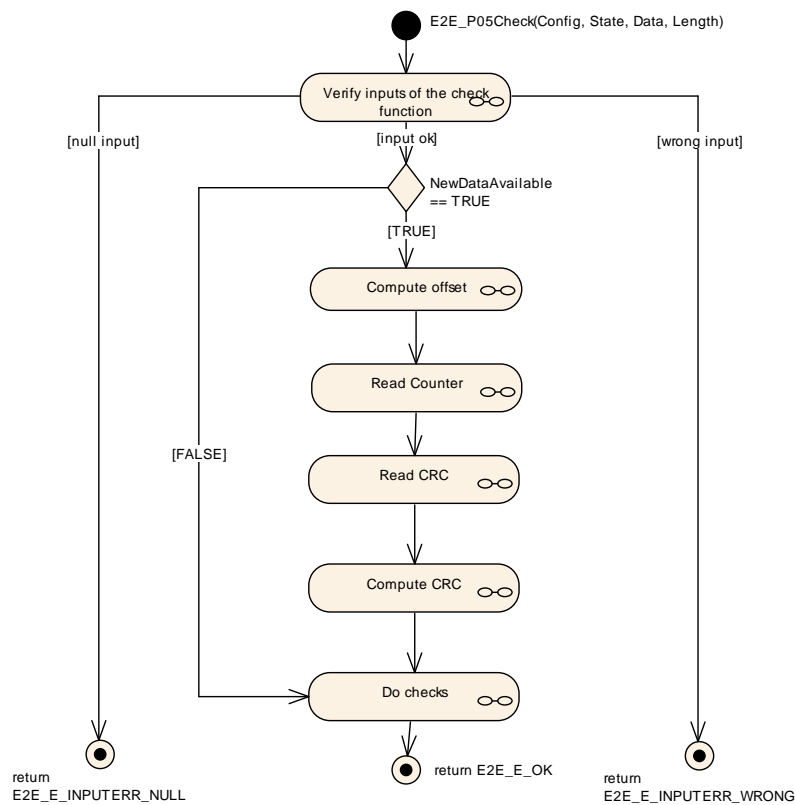 E2E_P05Check(Config, State, Data, Length)
Verify inputs of the check
function
[null input]
[input ok]
[wrong input]
NewDataAvailable
== TRUE
[TRUE]
Compute offset
Read Counter
[FALSE]
Read CRC
Compute CRC
Do checks
return
E2E_E_INPUTERR_NULL
return E2E_E_OK
return
E2E_E_INPUTERR_WRONG